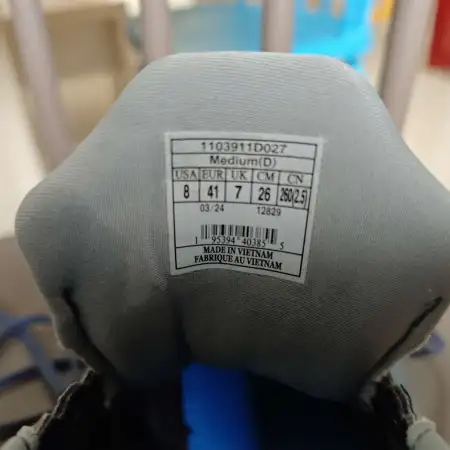 1103911D027
Medium(D)
USA EUR UK CM CN
8 41 7 26 260(2.5)
03/24 12829
1 95394 40385 5
MADE IN VIETNAM
FABRIQUE AU VIETNAM